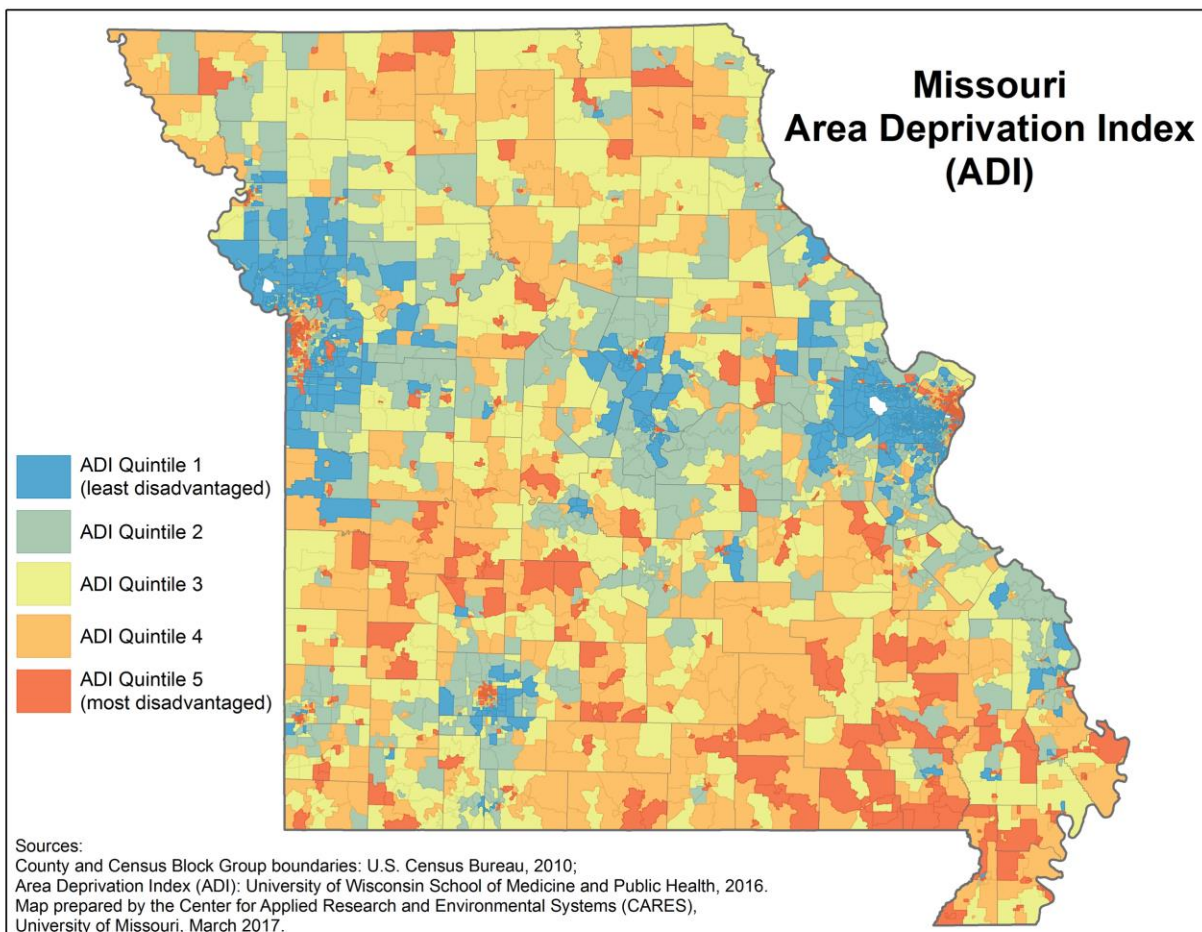 Missouri
Area Deprivation Index
(ADI)
ADI Quintile 1
(least disadvantaged)
ADI Quintile 2
ADI Quintile 3
ADI Quintile 4
ADI Quintile 5
(most disadvantaged)
Sources:
County and Census Block Group boundaries: U.S. Census Bureau, 2010;
Area Deprivation Index (ADI): University of Wisconsin School of Medicine and Public Health, 2016.
Map prepared by the Center for Applied Research and Environmental Systems (CARES),
University of Missouri, March 2017.